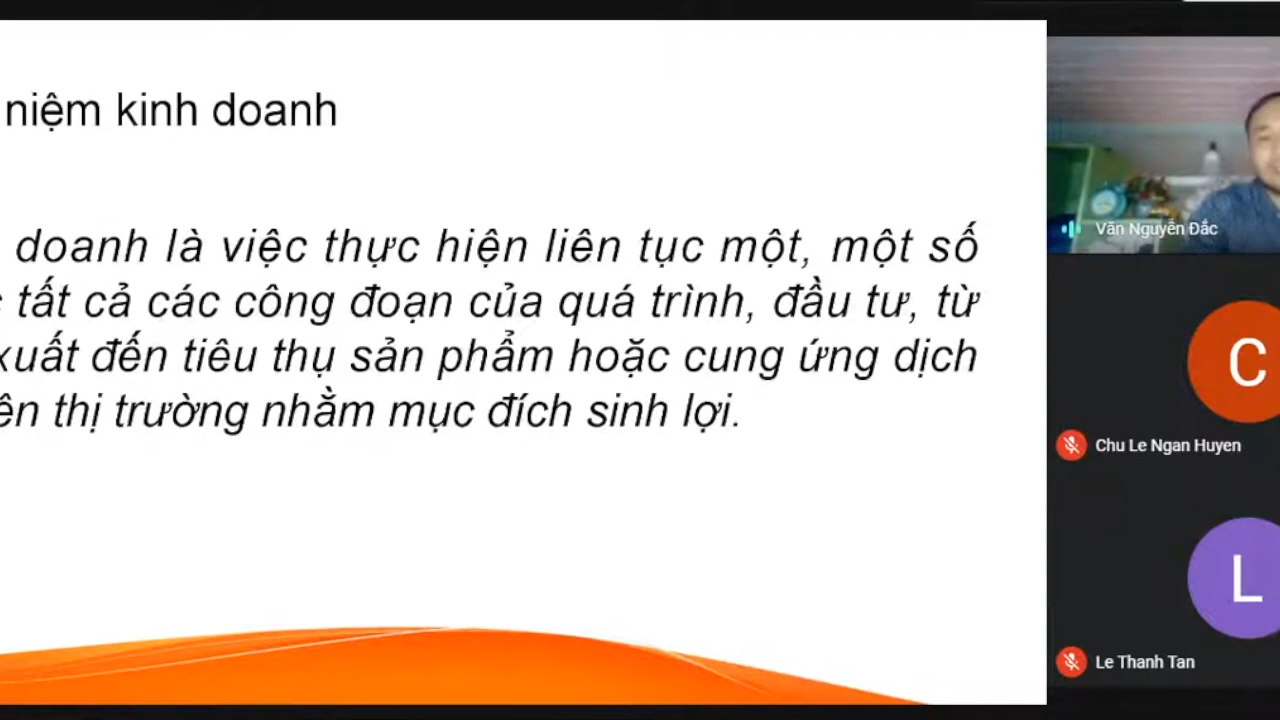 niệm kinh doanh
doanh là việc thực hiện liên tục một, một số
tất cả các công đoạn của quá trình, đầu tư, từ
xuất đến tiêu thụ sản phẩm hoặc cung ứng dịch
ên thị trường nhằm mục đích sinh lợi.
Văn Nguyễn Đắc
C
Chu Le Ngan Huyen
L
Le Thanh Tan